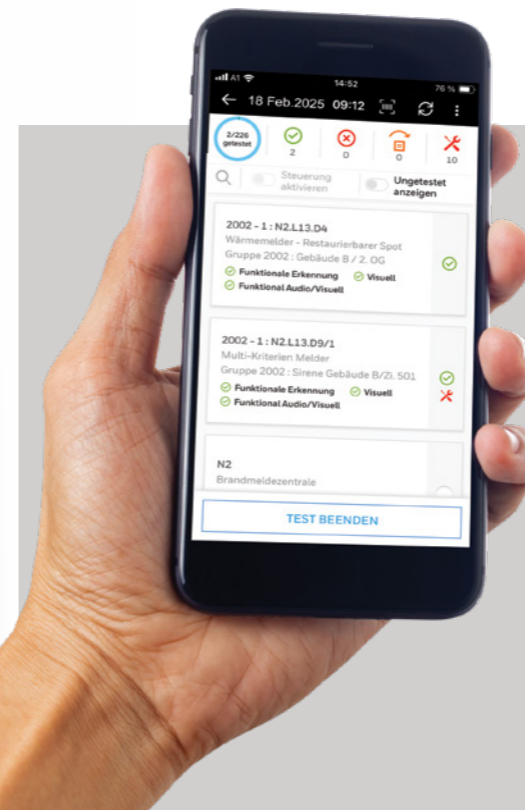 A1
14:52
76 %
18 Feb.2025 09:12
2/226
getestet
2
0
0
10
Steuerung
aktivieren
Ungetestet
anzeigen
2002 - 1 : N2.L13.D4
Wärmemelder - Restaurierbarer Spot
Gruppe 2002 : Gebäude B / 2. OG
Funktionale Erkennung
Visuell
Funktional Audio/Visuell
2002 - 1 : N2.L13.D9/1
Multi-Kriterien Melder
Gruppe 2002 : Sirene Gebäude B/Zi. 501
Funktionale Erkennung
Visuell
Funktional Audio/Visuell
N2
Brandmeldezentrale
TEST BEENDEN